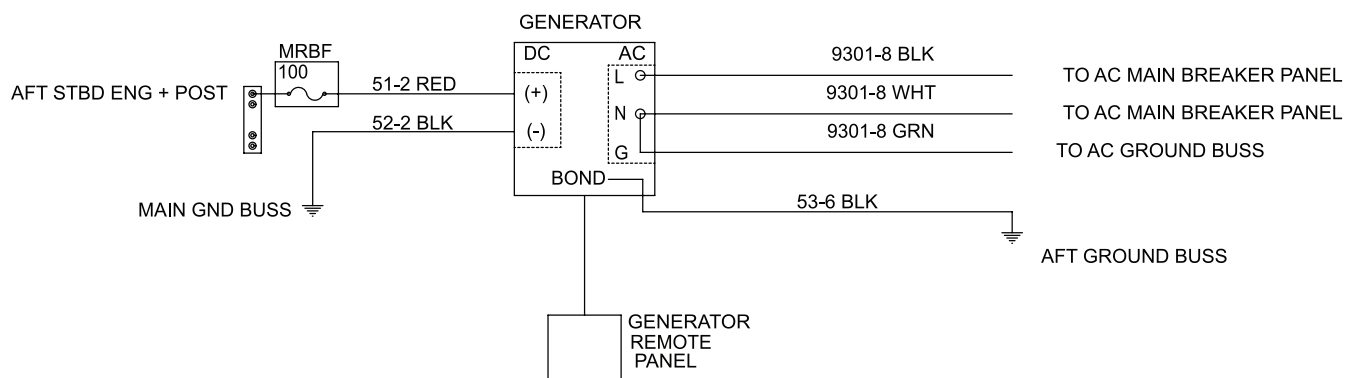 GENERATOR
MRBF
100
AFT STBD ENG + POST
51-2 RED
52-2 BLK
MAIN GND BUSS
DC
AC
(+)
(-)
L
N
G
BOND
9301-8 BLK
TO AC MAIN BREAKER PANEL
9301-8 WHT
TO AC MAIN BREAKER PANEL
9301-8 GRN
TO AC GROUND BUSS
53-6 BLK
AFT GROUND BUSS
GENERATOR
REMOTE
PANEL